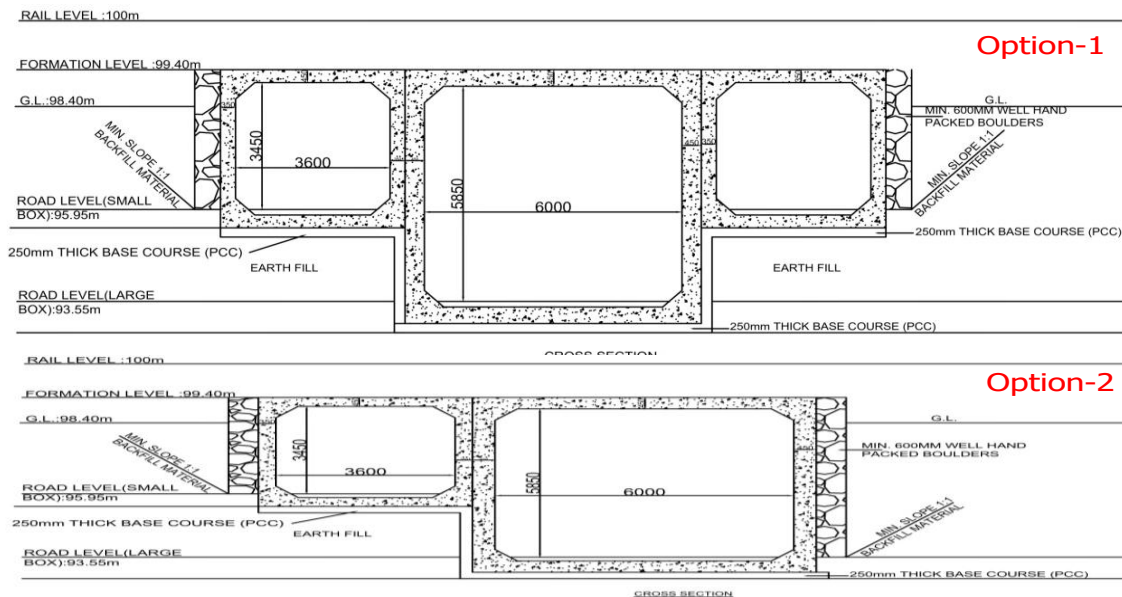 RAIL LEVEL :100m
Option-1
FORMATION LEVEL :99.40m
G.L.:98.40m
G.L.
MIN. 600MM WELL HAND
PACKED BOULDERS
350
450
350
3450
3600
5850
6000
MIN. SLOPE 1:1
BACKFILL MATERIAL
MIN. SLOPE 1:1
BACKFILL MATERIAL
ROAD LEVEL(SMALL
BOX):95.95m
250mm THICK BASE COURSE (PCC)
250mm THICK BASE COURSE (PCC)
EARTH FILL
EARTH FILL
ROAD LEVEL(LARGE
BOX):93.55m
250mm THICK BASE COURSE (PCC)
CROSS SECTION
RAIL LEVEL :100m
Option-2
FORMATION LEVEL :99.40m
G.L.:98.40m
G.L.
MIN. 600MM WELL HAND
PACKED BOULDERS
3450
3600
5850
6000
MIN. SLOPE 1:1
BACKFILL MATERIAL
ROAD LEVEL(SMALL
BOX):95.95m
250mm THICK BASE COURSE (PCC)
EARTH FILL
MIN. SLOPE 1:1
BACKFILL MATERIAL
ROAD LEVEL(LARGE
BOX):93.55m
250mm THICK BASE COURSE (PCC)
CROSS SECTION